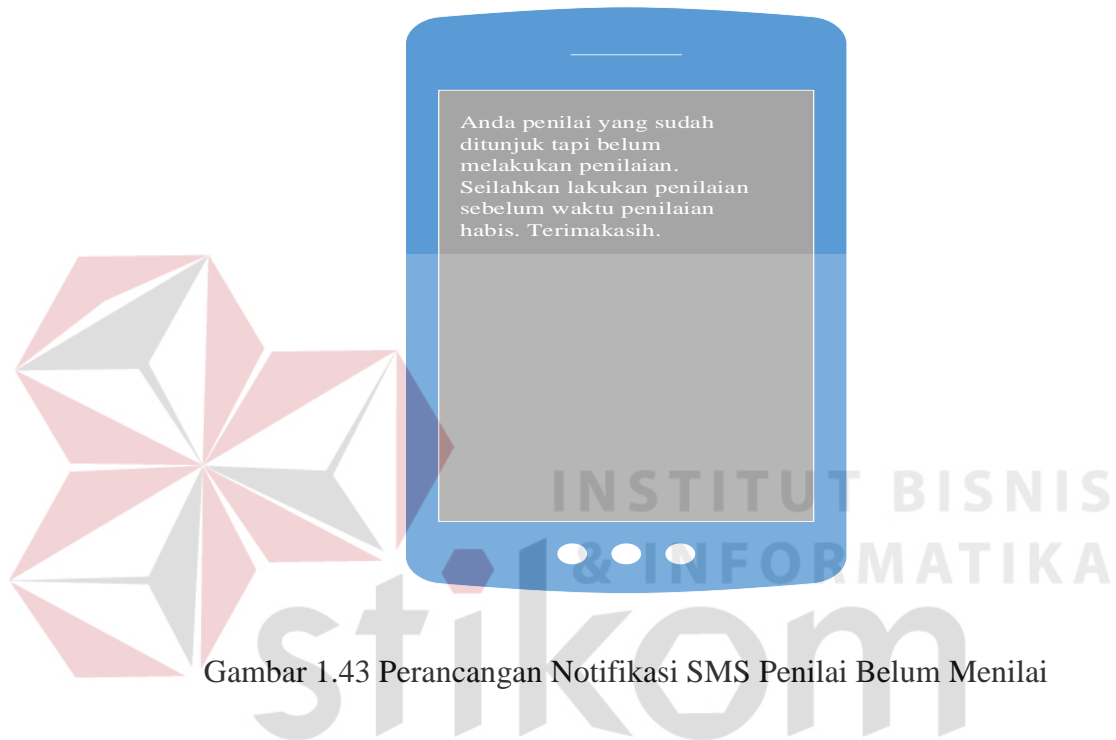 Anda penilai yang sudah
ditunjuk tapi belum
melakukan penilaian.
Seilahkan lakukan penilaian
sebelum waktu penilaian
habis. Terimakasih.
INSTITUT BISNIS
& INFORMATIKA
stikom
Gambar 1.43 Perancangan Notifikasi SMS Penilai Belum Menilai